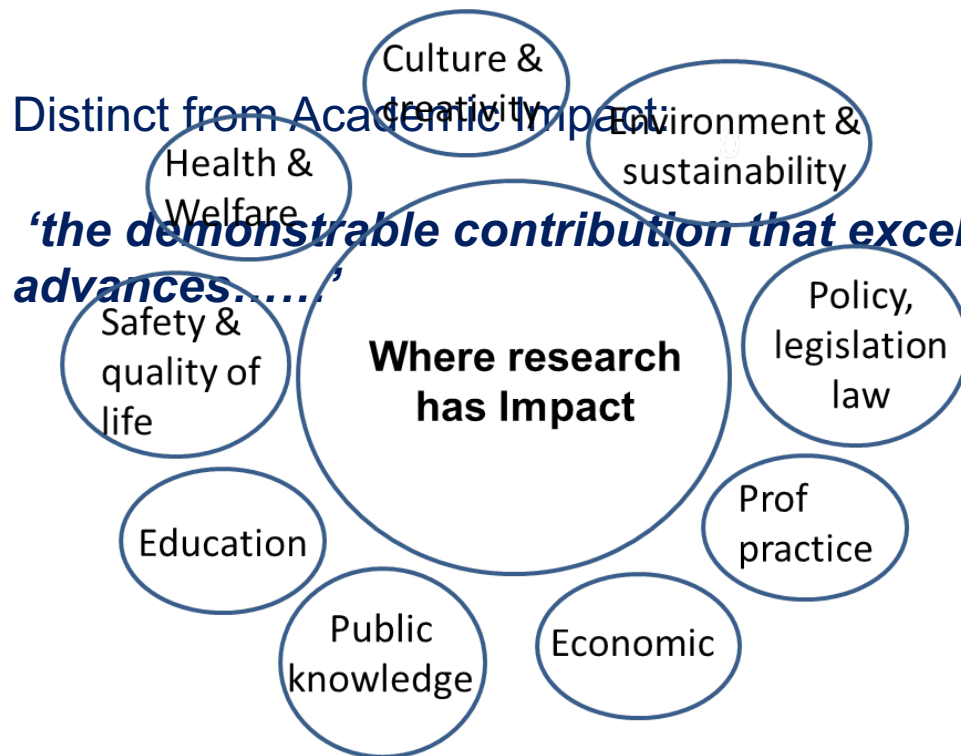 Culture &
creativity
Distinct from Academic Impact:
Environment &
sustainability
Health &
Welfare
‘the demonstrable contribution that excel
advances……’
Policy,
legislation
law
Safety &
quality of
life
Where research
has Impact
Prof
practice
Education
Public
knowledge
Economic